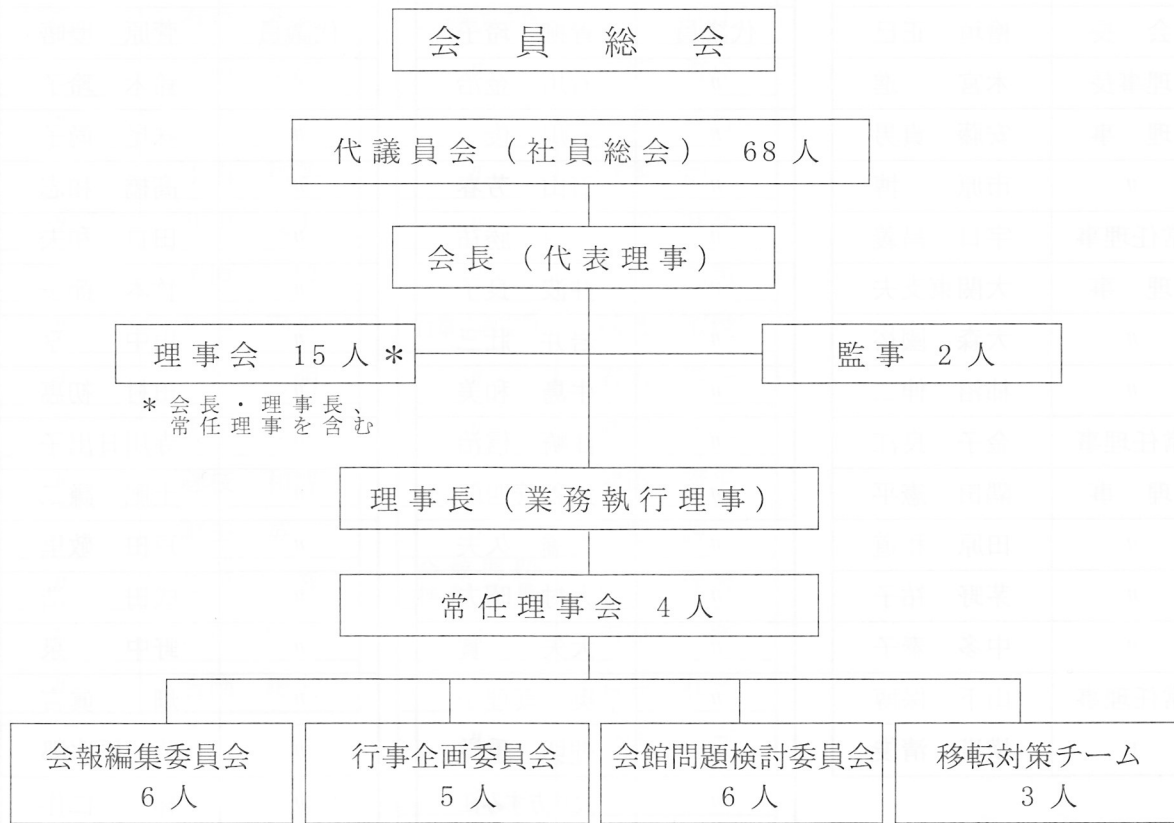 会員総会
代議員会（社員総会） 68人
会長（代表理事）
理事会 15人＊
監事 2人
＊会長・理事長、
常任理事を含む
理事長（業務執行理事）
常任理事会 4人
会報編集委員会
6人
行事企画委員会
5人
会館問題検討委員会
6人
移転対策チーム
3人